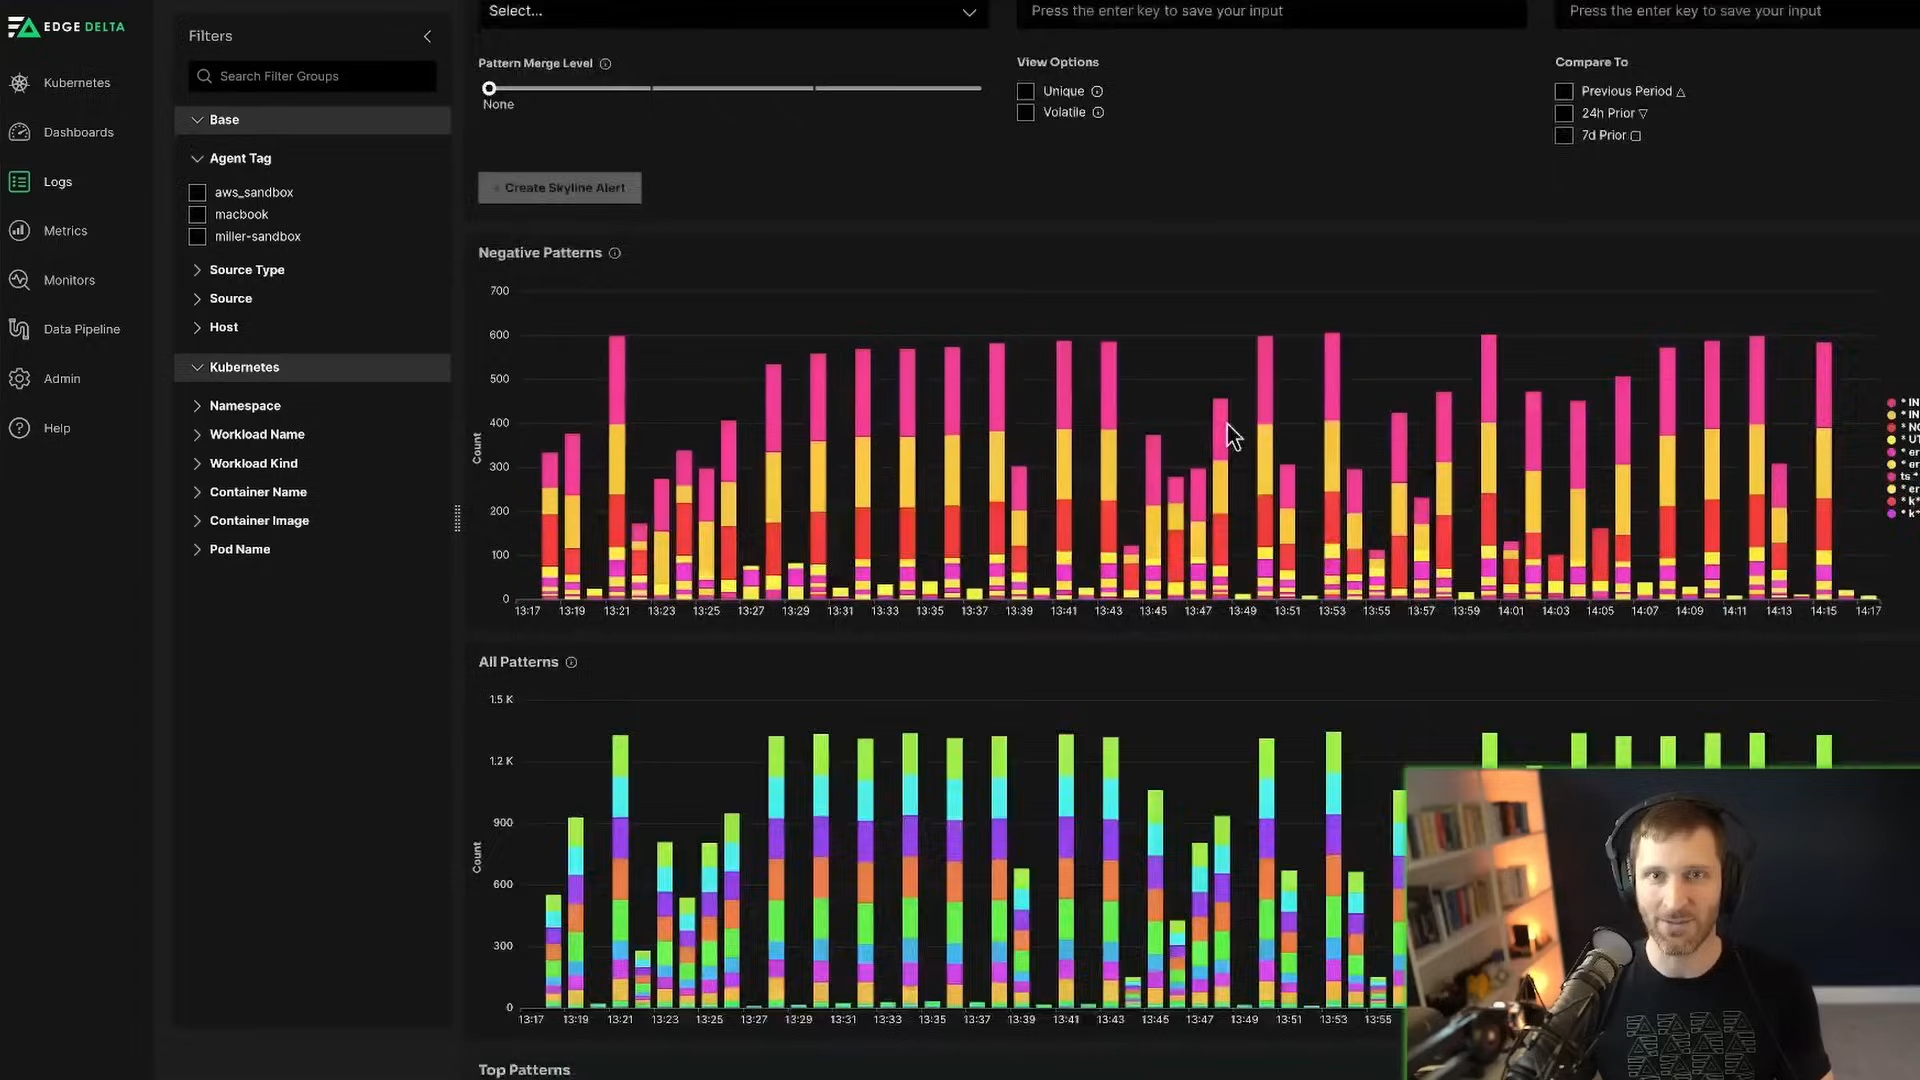 EDGE DELTA
Kubernetes
Dashboards
Logs
Metrics
Monitors
Data Pipeline
Admin
Help
Filters
Search Filter Groups
Base
Agent Tag
aws_sandbox
macbook
miller-sandbox
Source Type
Source
Host
Kubernetes
Namespace
Workload Name
Workload Kind
Container Name
Container Image
Pod Name
Select...
Press the enter key to save your input
Press the enter key to save your input
Pattern Merge Level
None
View Options
Unique
Volatile
Compare To
Previous Period △
24h Prior ▽
7d Prior □
+ Create Skyline Alert
Negative Patterns
700
600
500
400
300
200
100
0
Count
13:17 13:19 13:21 13:23 13:25 13:27 13:29 13:31 13:33 13:35 13:37 13:39 13:41 13:43 13:45 13:47 13:49 13:51 13:53 13:55 13:57 13:59 14:01 14:03 14:05 14:07 14:09 14:11 14:13 14:15 14:17
* IN
* IN
* NO
* UT
* er
* er
ts *
* er
* k*
* k*
All Patterns
1.5 K
1.2 K
900
600
300
0
Count
13:17 13:19 13:21 13:23 13:25 13:27 13:29 13:31 13:33 13:35 13:37 13:39 13:41 13:43 13:45 13:47 13:49 13:51 13:53 13:55
Top Patterns